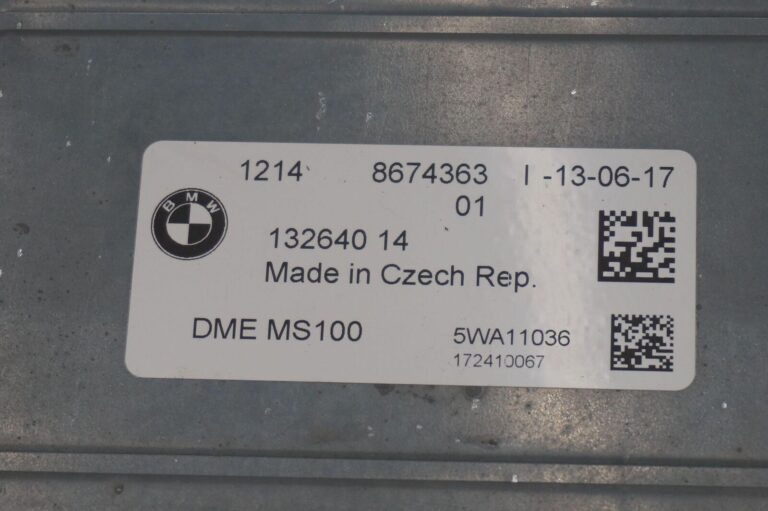 1214 8674363 I -13-06-17
01
BMW
132640 14
Made in Czech Rep.
DME MS100 5WA11036
172410067